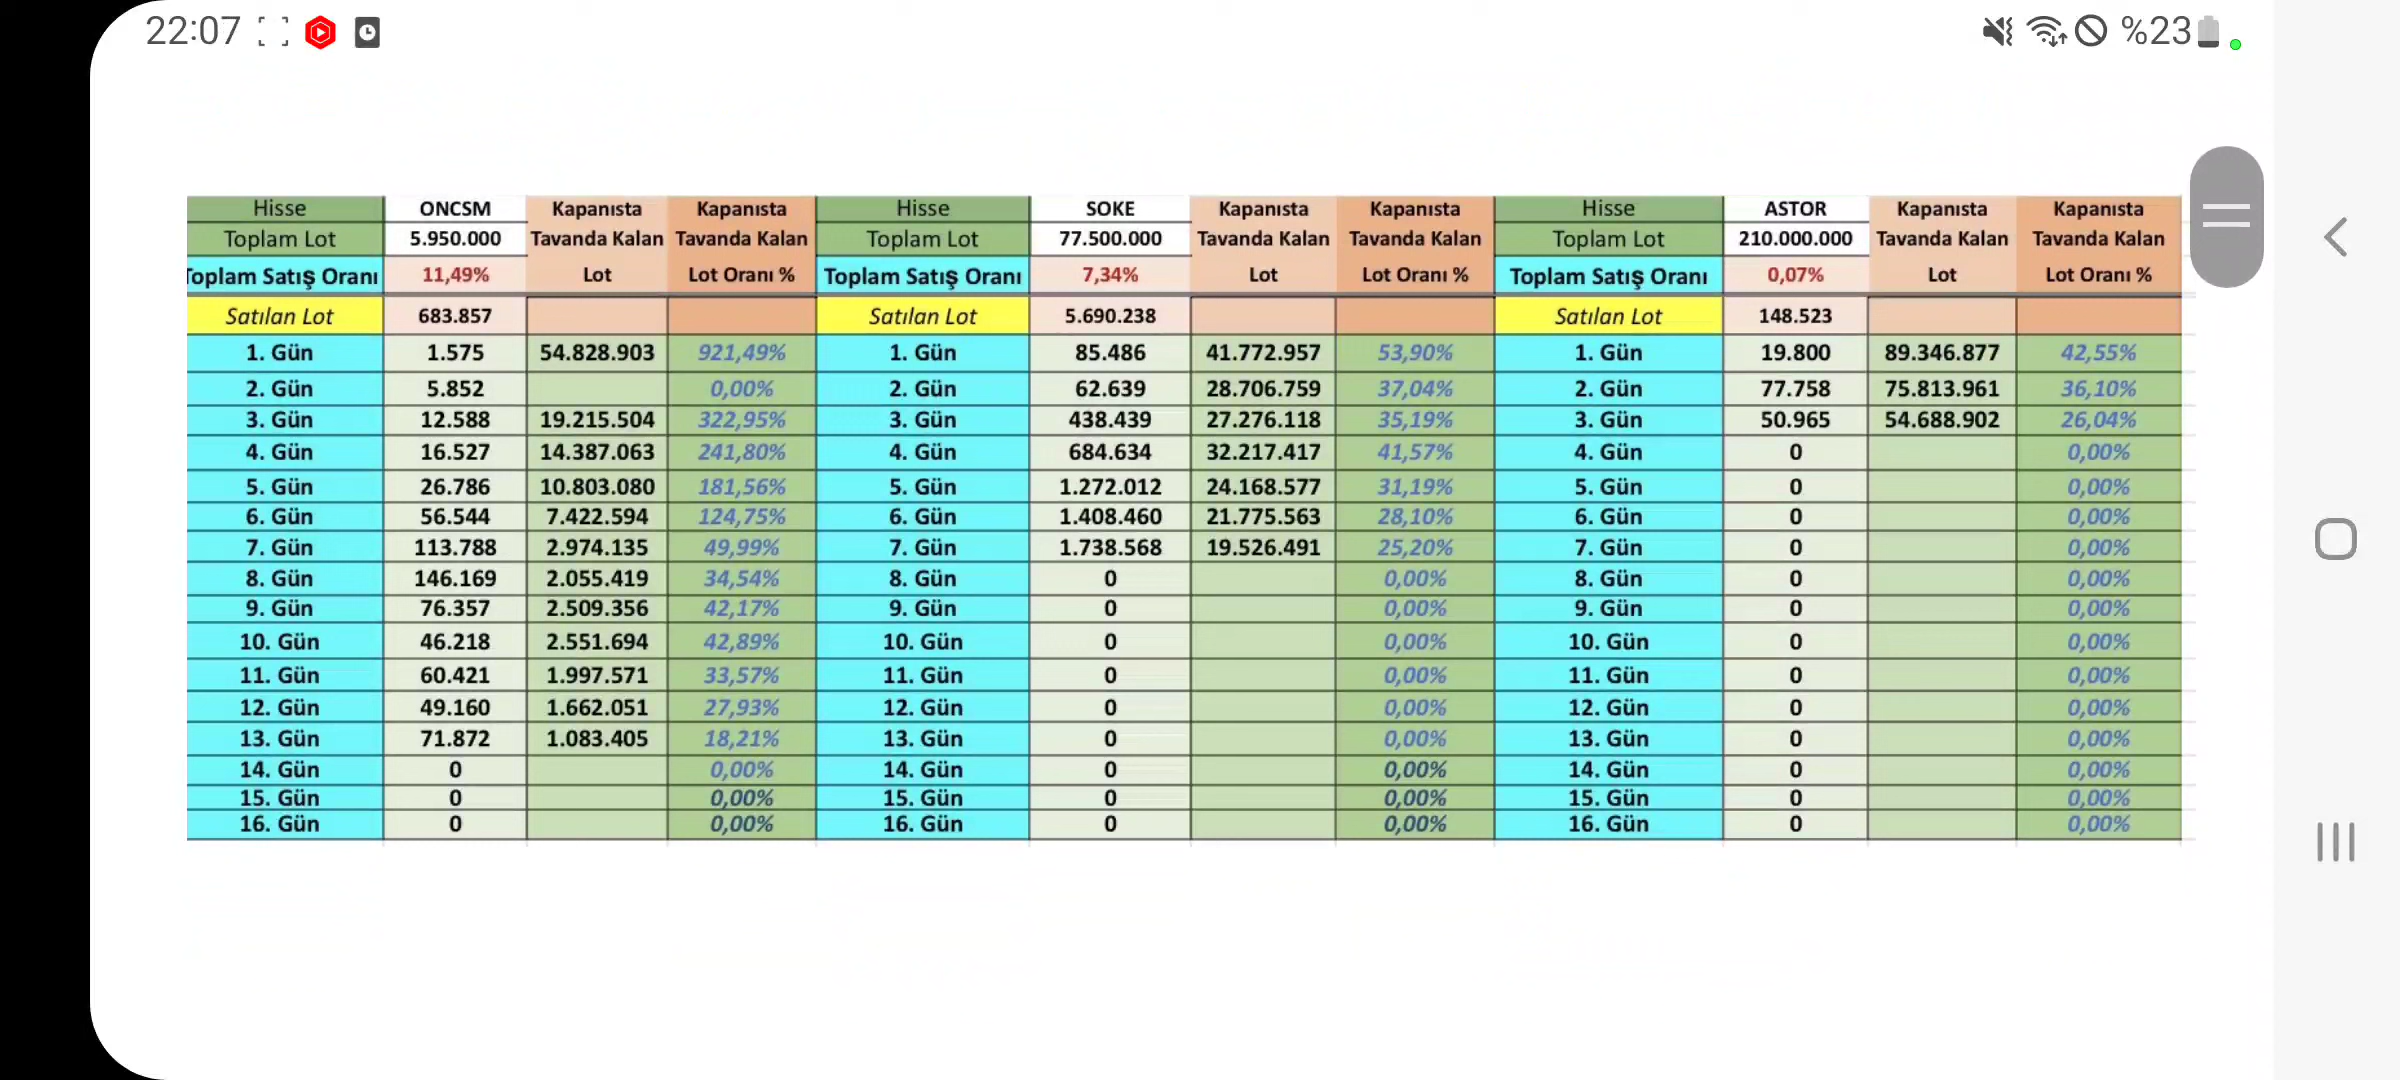 22:07 %23
Hisse ONCSM Kapanısta Kapanısta Hisse SOKE Kapanısta Kapanısta Hisse ASTOR Kapanısta Kapanısta
Toplam Lot 5.950.000 Tavanda Kalan Tavanda Kalan Toplam Lot 77.500.000 Tavanda Kalan Tavanda Kalan Toplam Lot 210.000.000 Tavanda Kalan Tavanda Kalan
Toplam Satış Oranı 11,49% Lot Lot Oranı % Toplam Satış Oranı 7,34% Lot Lot Oranı % Toplam Satış Oranı 0,07% Lot Lot Oranı %
Satılan Lot 683.857 Satılan Lot 5.690.238 Satılan Lot 148.523
1. Gün 1.575 54.828.903 921,49% 1. Gün 85.486 41.772.957 53,90% 1. Gün 19.800 89.346.877 42,55%
2. Gün 5.852 0,00% 2. Gün 62.639 28.706.759 37,04% 2. Gün 77.758 75.813.961 36,10%
3. Gün 12.588 19.215.504 322,95% 3. Gün 438.439 27.276.118 35,19% 3. Gün 50.965 54.688.902 26,04%
4. Gün 16.527 14.387.063 241,80% 4. Gün 684.634 32.217.417 41,57% 4. Gün 0 0,00%
5. Gün 26.786 10.803.080 181,56% 5. Gün 1.272.012 24.168.577 31,19% 5. Gün 0 0,00%
6. Gün 56.544 7.422.594 124,75% 6. Gün 1.408.460 21.775.563 28,10% 6. Gün 0 0,00%
7. Gün 113.788 2.974.135 49,99% 7. Gün 1.738.568 19.526.491 25,20% 7. Gün 0 0,00%
8. Gün 146.169 2.055.419 34,54% 8. Gün 0 0,00% 8. Gün 0 0,00%
9. Gün 76.357 2.509.356 42,17% 9. Gün 0 0,00% 9. Gün 0 0,00%
10. Gün 46.218 2.551.694 42,89% 10. Gün 0 0,00% 10. Gün 0 0,00%
11. Gün 60.421 1.997.571 33,57% 11. Gün 0 0,00% 11. Gün 0 0,00%
12. Gün 49.160 1.662.051 27,93% 12. Gün 0 0,00% 12. Gün 0 0,00%
13. Gün 71.872 1.083.405 18,21% 13. Gün 0 0,00% 13. Gün 0 0,00%
14. Gün 0 0,00% 14. Gün 0 0,00% 14. Gün 0 0,00%
15. Gün 0 0,00% 15. Gün 0 0,00% 15. Gün 0 0,00%
16. Gün 0 0,00% 16. Gün 0 0,00% 16. Gün 0 0,00%